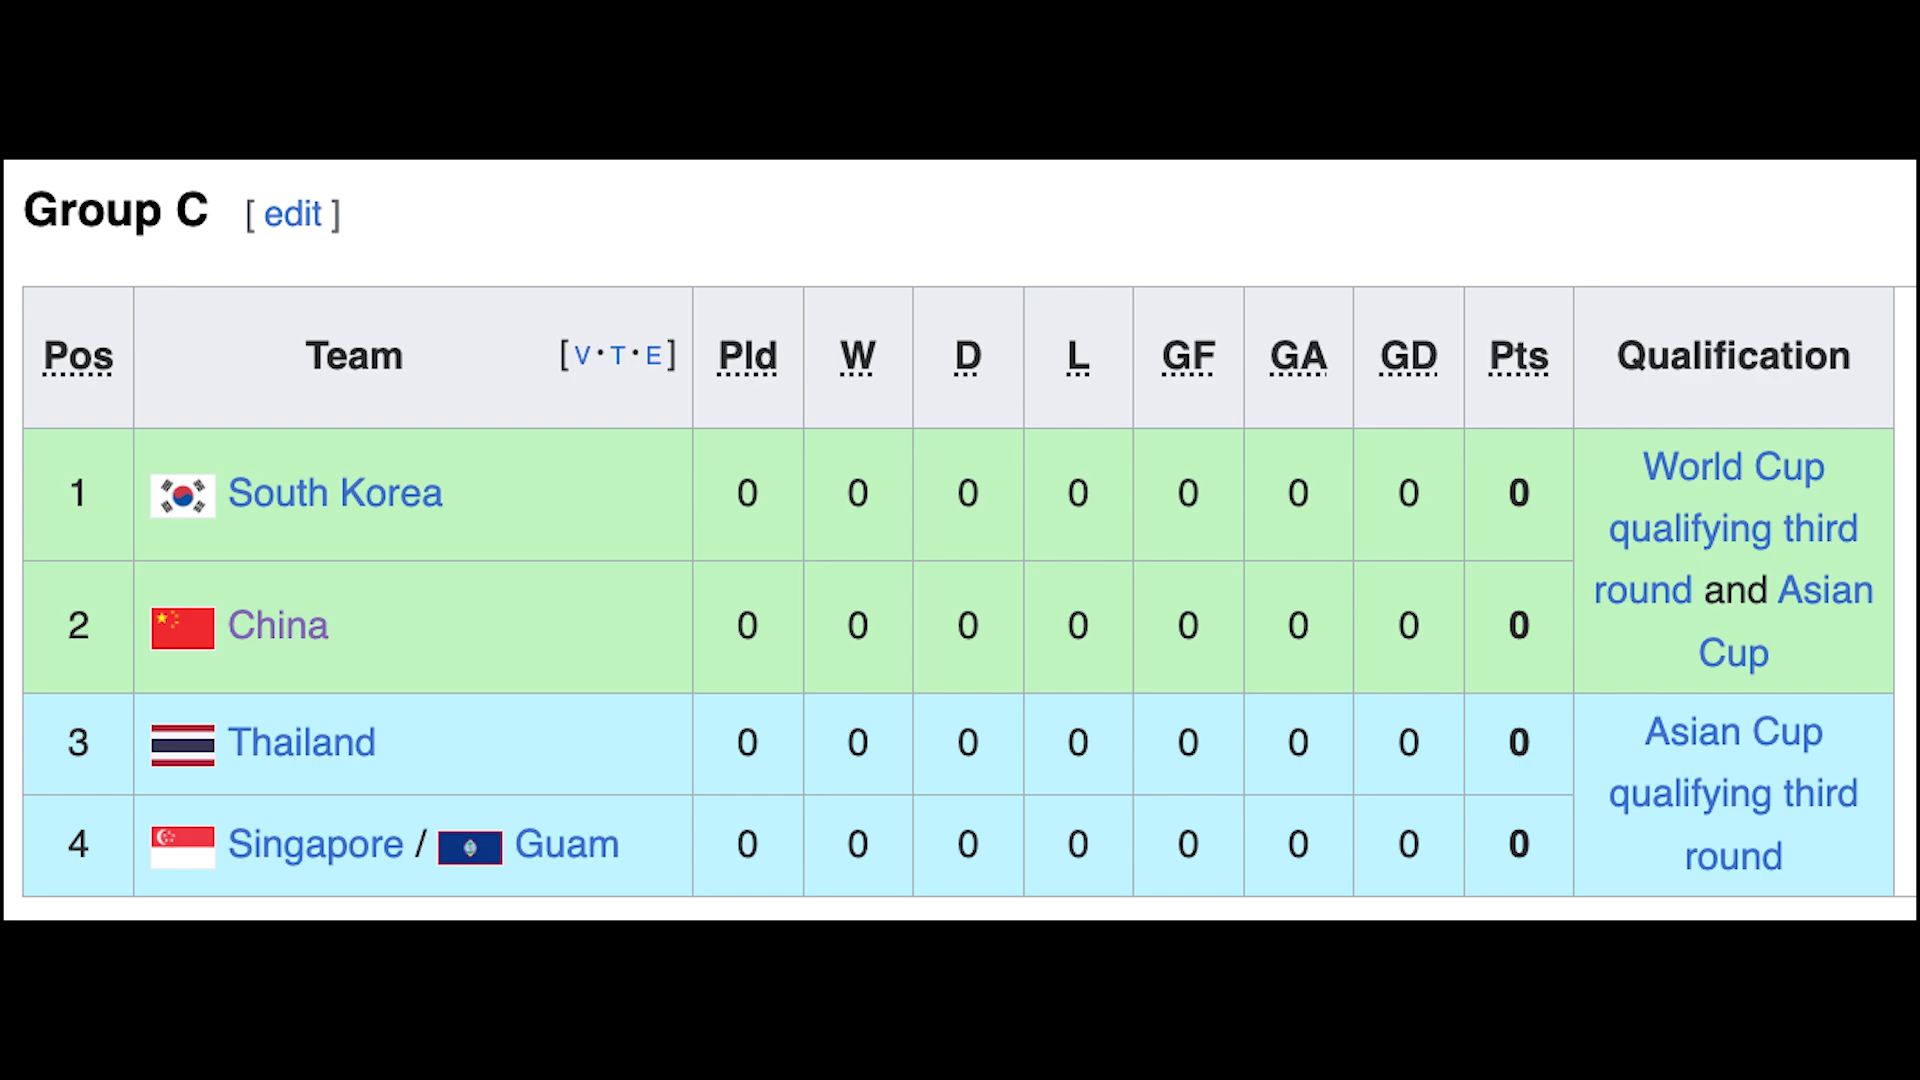 Group C [ edit ]
Pos Team [V·T·E] Pld W D L GF GA GD Pts Qualification
1 South Korea 0 0 0 0 0 0 0 0 World Cup qualifying third round and Asian Cup
2 China 0 0 0 0 0 0 0 0
3 Thailand 0 0 0 0 0 0 0 0 Asian Cup qualifying third round
4 Singapore / Guam 0 0 0 0 0 0 0 0